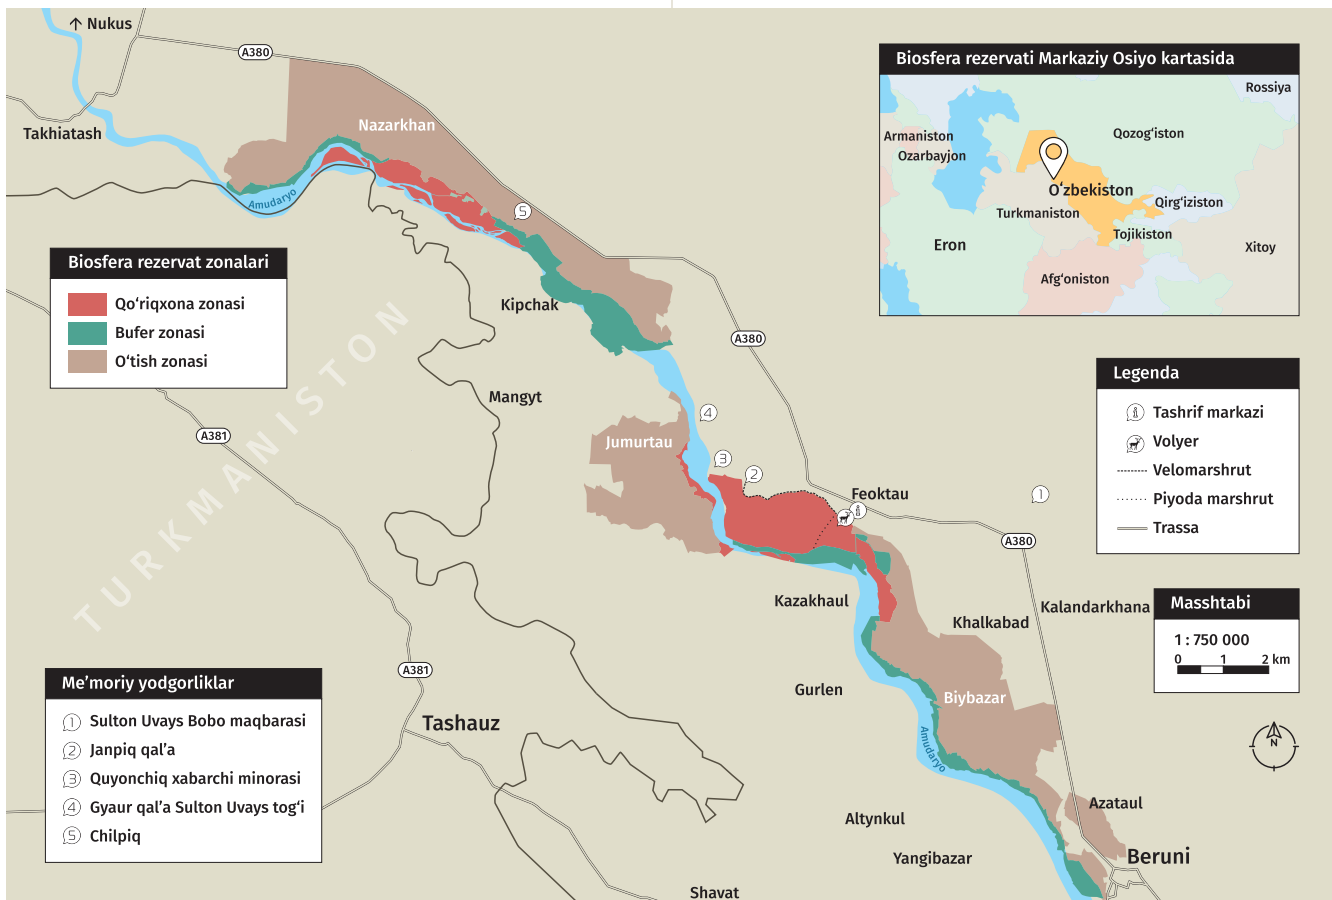 Nukus
A380
Takhiatash
Nazarkhan
Amudaryo
5
Biosfera rezervati Markaziy Osiyo kartasida
Rossiya
Armaniston
Ozarbayjon
Qozog‘iston
O‘zbekiston
Turkmaniston
Qirg‘iziston
Tojikiston
Eron
Xitoy
Afg‘oniston
Biosfera rezervat zonalari
Qo‘riqxona zonasi
Bufer zonasi
O‘tish zonasi
Kipchak
A380
TURKMANISTON
Mangyt
4
A381
Jumurtau
3
2
Feoktau
1
A380
Legenda
Tashrif markazi
Volyer
Velomarshrut
Piyoda marshrut
Trassa
Kazakhaul
Khalkabad
Kalandarkhana
Masshtabi
1 : 750 000
0 1 2 km
A381
Gurlen
Biybazar
Tashauz
Amudaryo
N
Me’moriy yodgorliklar
1 Sulton Uvays Bobo maqbarasi
2 Janpiq qal’a
3 Quyonchiq xabarchi minorasi
4 Gyaur qal’a Sulton Uvays tog‘i
5 Chilpiq
Azataul
Altynkul
Yangibazar
Beruni
Shavat